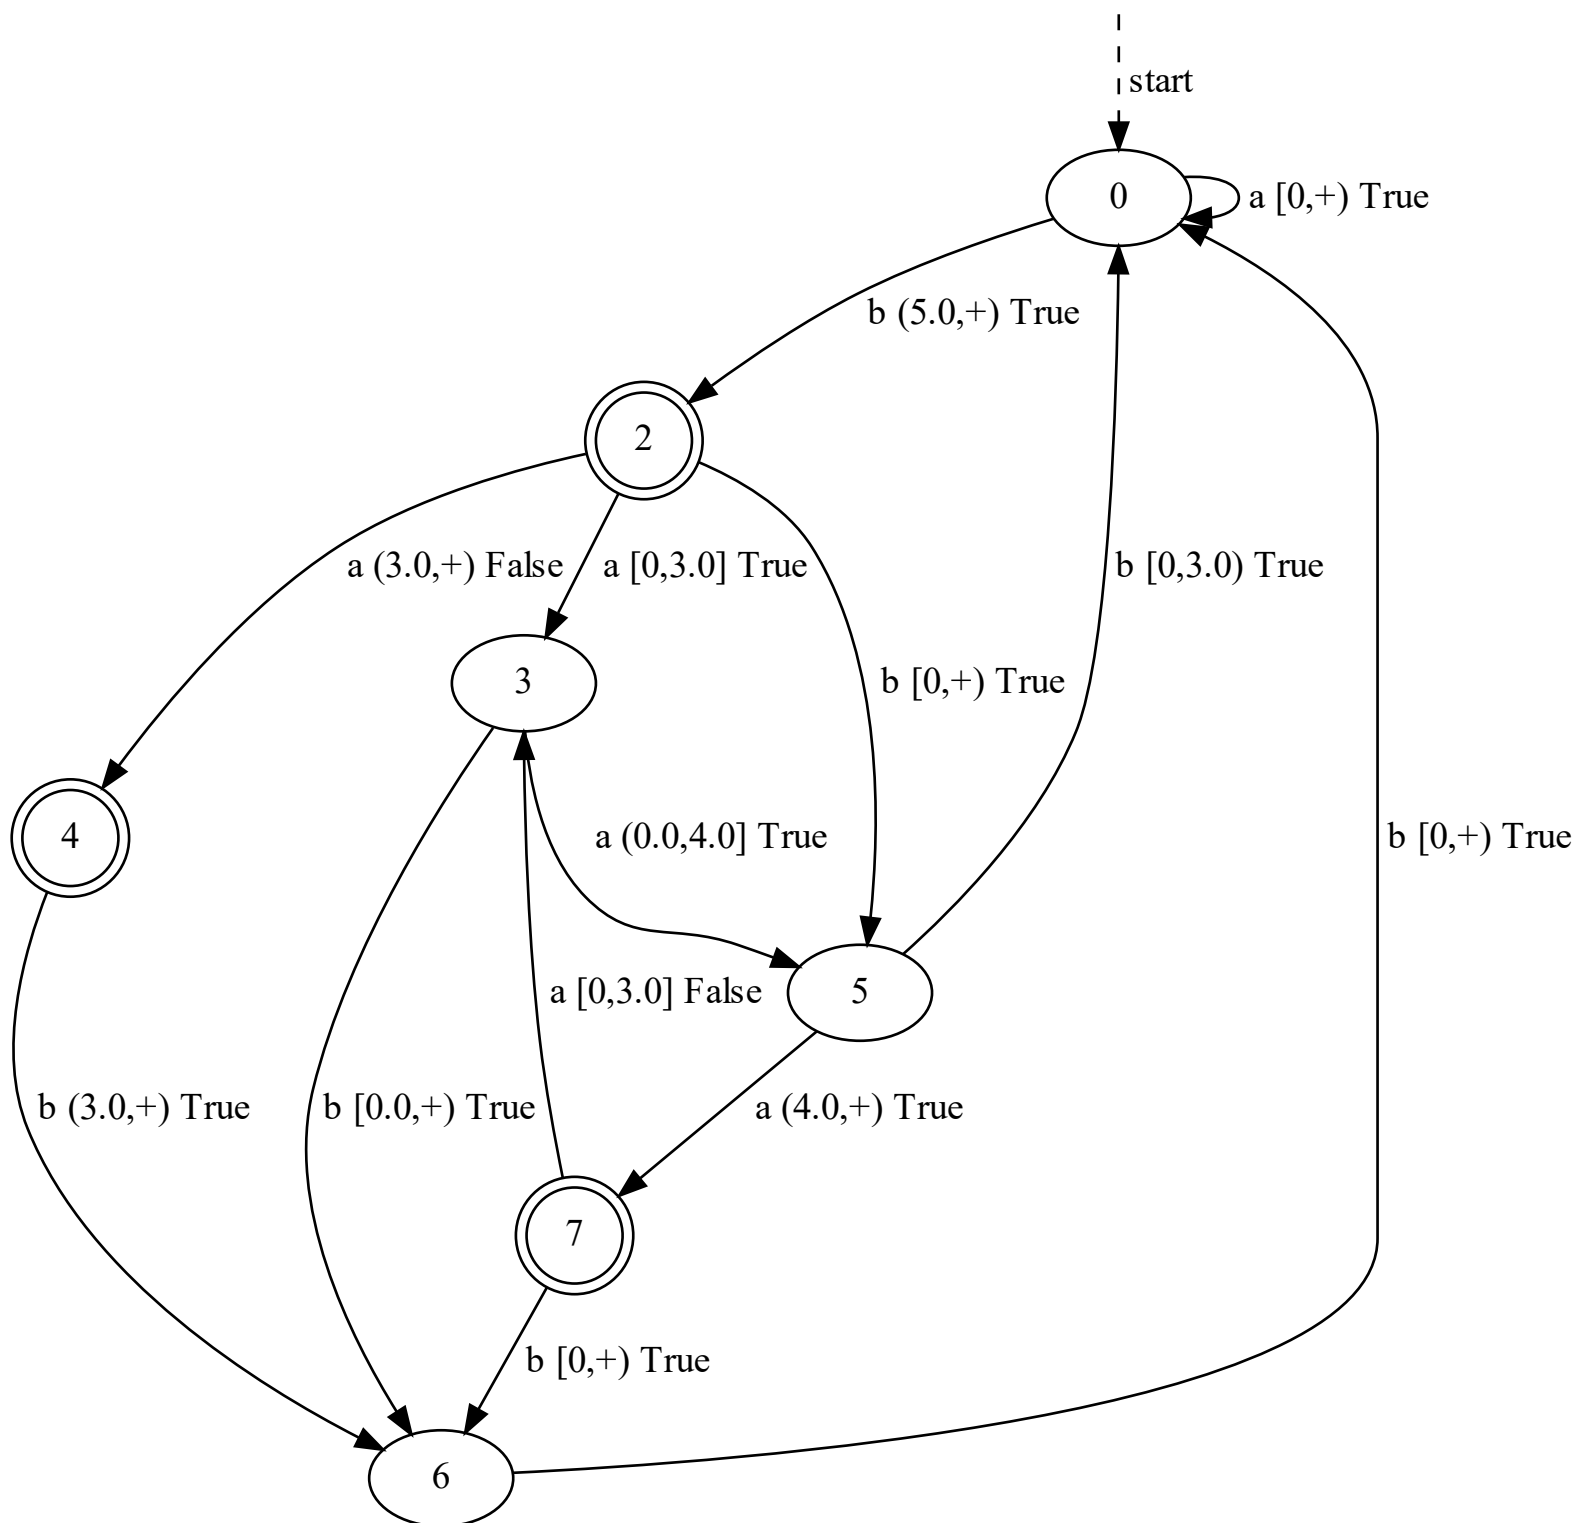 start
0
a [0,+) True
b (5.0,+) True
2
a (3.0,+) False
a [0,3.0] True
b [0,3.0) True
3
b [0,+) True
4
a (0.0,4.0] True
b [0,+) True
a [0,3.0] False
5
b (3.0,+) True
b [0.0,+) True
a (4.0,+) True
7
b [0,+) True
6